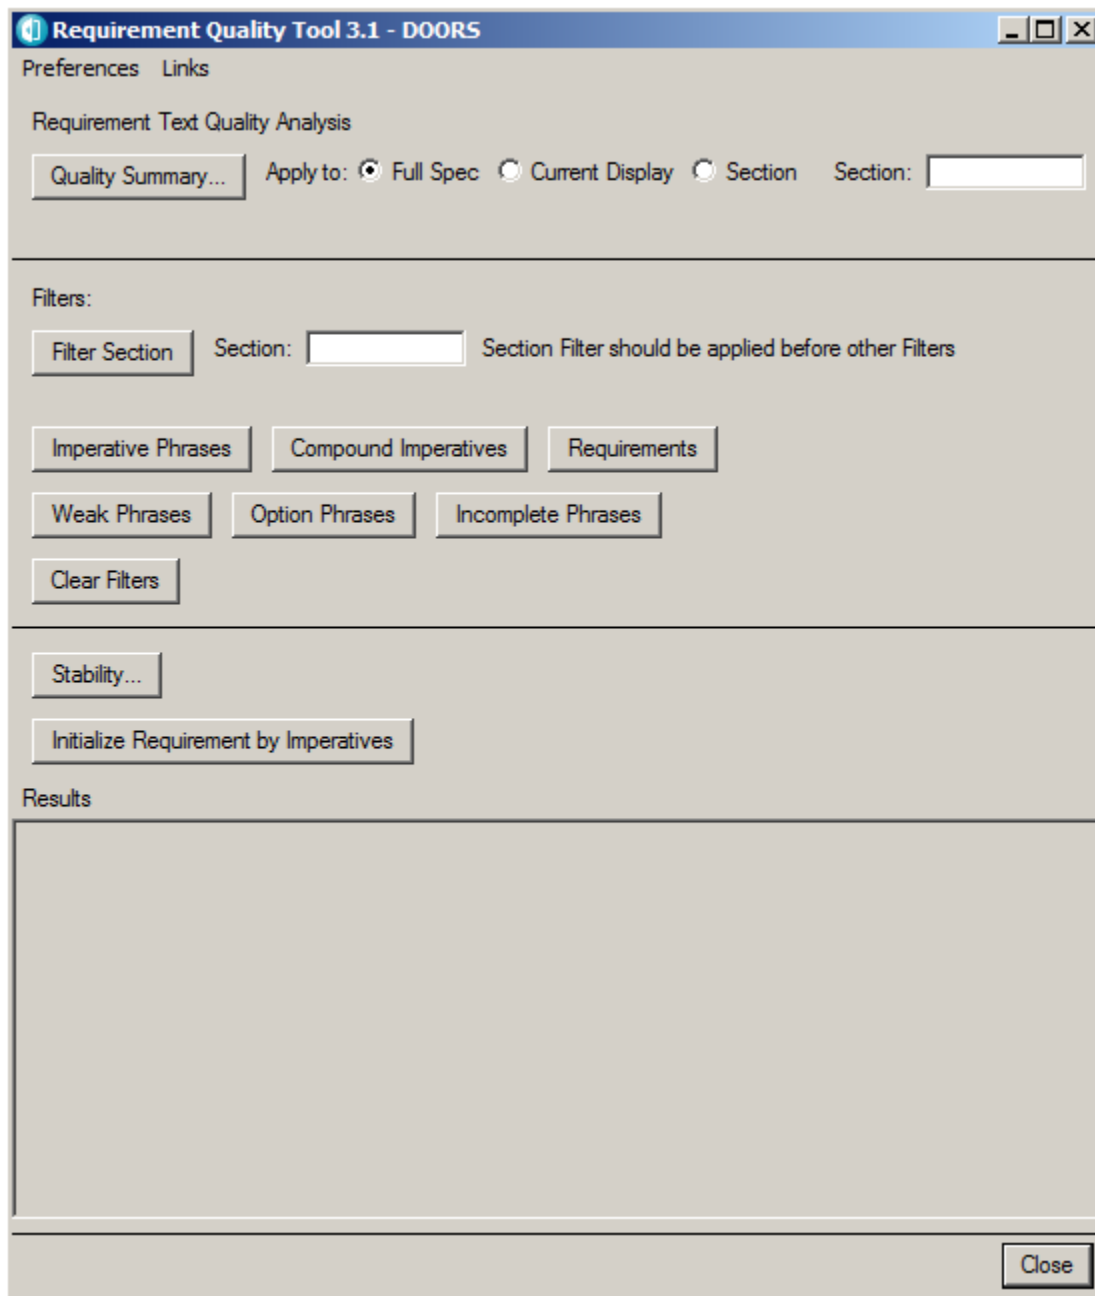 Requirement Quality Tool 3.1 - DOORS
Preferences Links
Requirement Text Quality Analysis
Quality Summary... Apply to: Full Spec Current Display Section Section:
Filters:
Filter Section Section: Section Filter should be applied before other Filters
Imperative Phrases Compound Imperatives Requirements
Weak Phrases Option Phrases Incomplete Phrases
Clear Filters
Stability...
Initialize Requirement by Imperatives
Results
Close